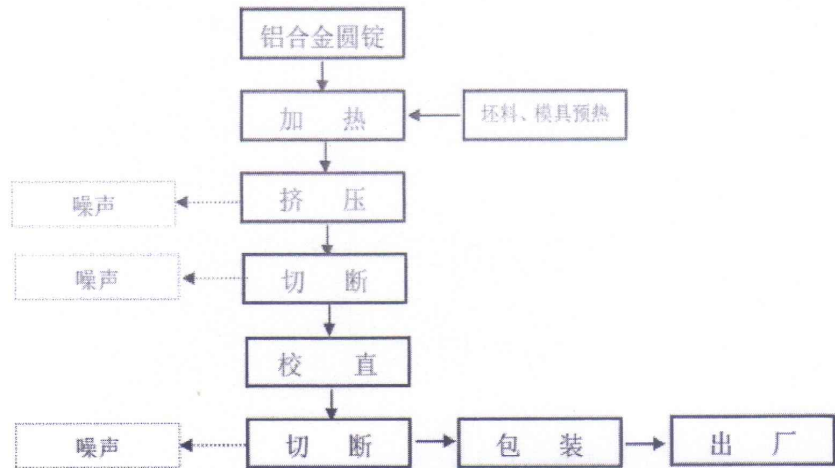 铝合金圆锭
加 热
坯料、模具预热
噪声
挤 压
噪声
切 断
校 直
噪声
切 断
包 装
出 厂